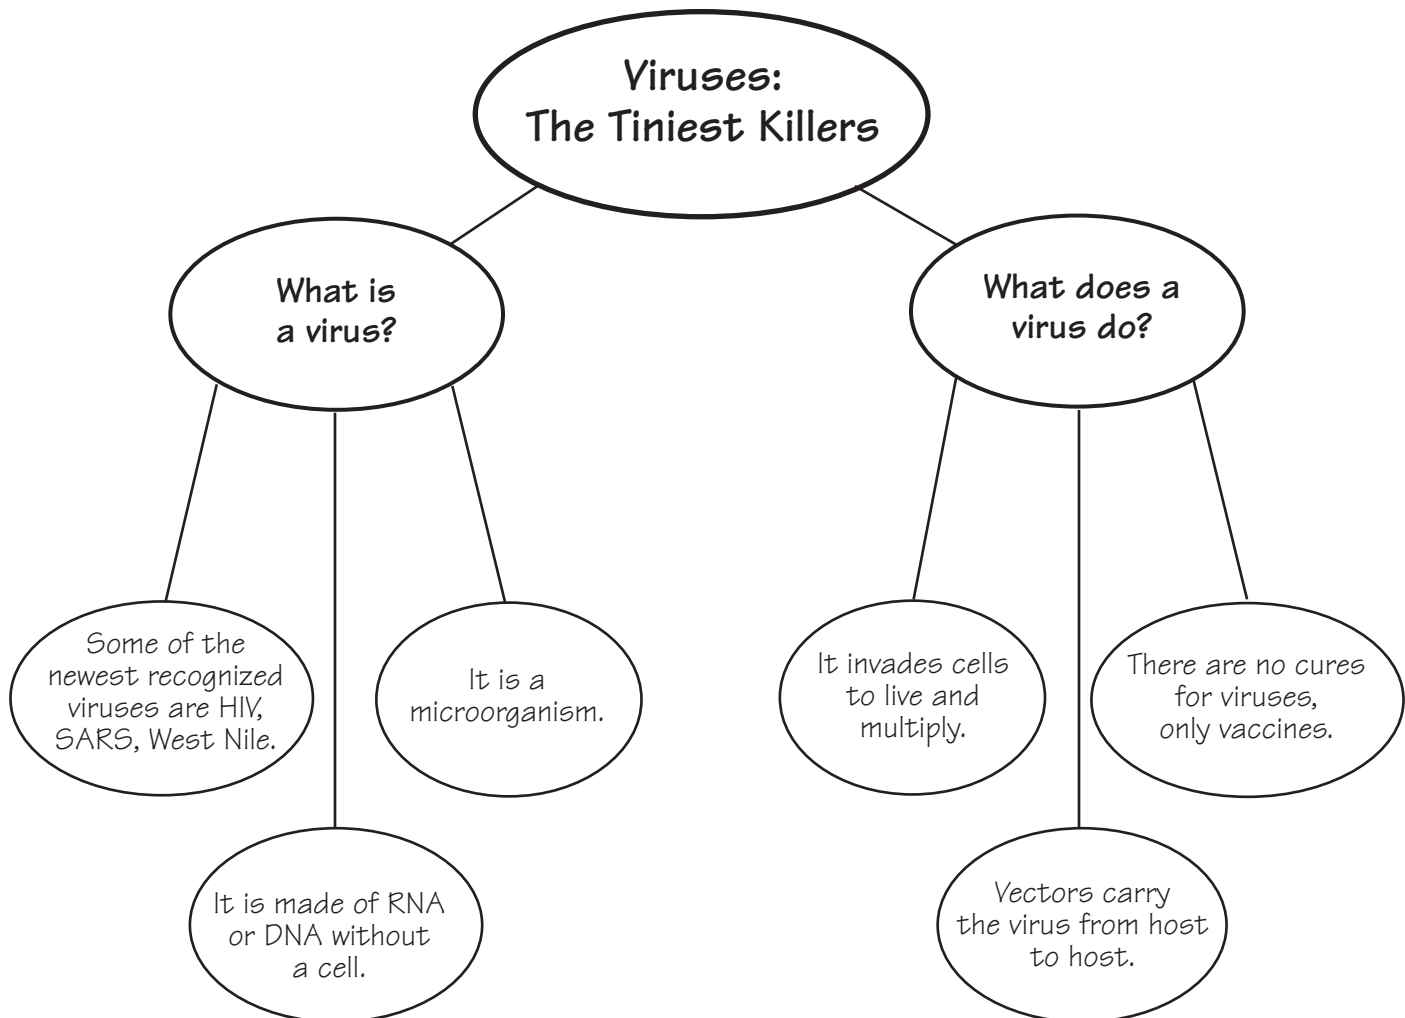 Viruses:
The Tiniest Killers
What is
a virus?
What does a
virus do?
Some of the
newest recognized
viruses are HIV,
SARS, West Nile.
It is a
microorganism.
It invades cells
to live and
multiply.
There are no cures
for viruses,
only vaccines.
It is made of RNA
or DNA without
a cell.
Vectors carry
the virus from host
to host.